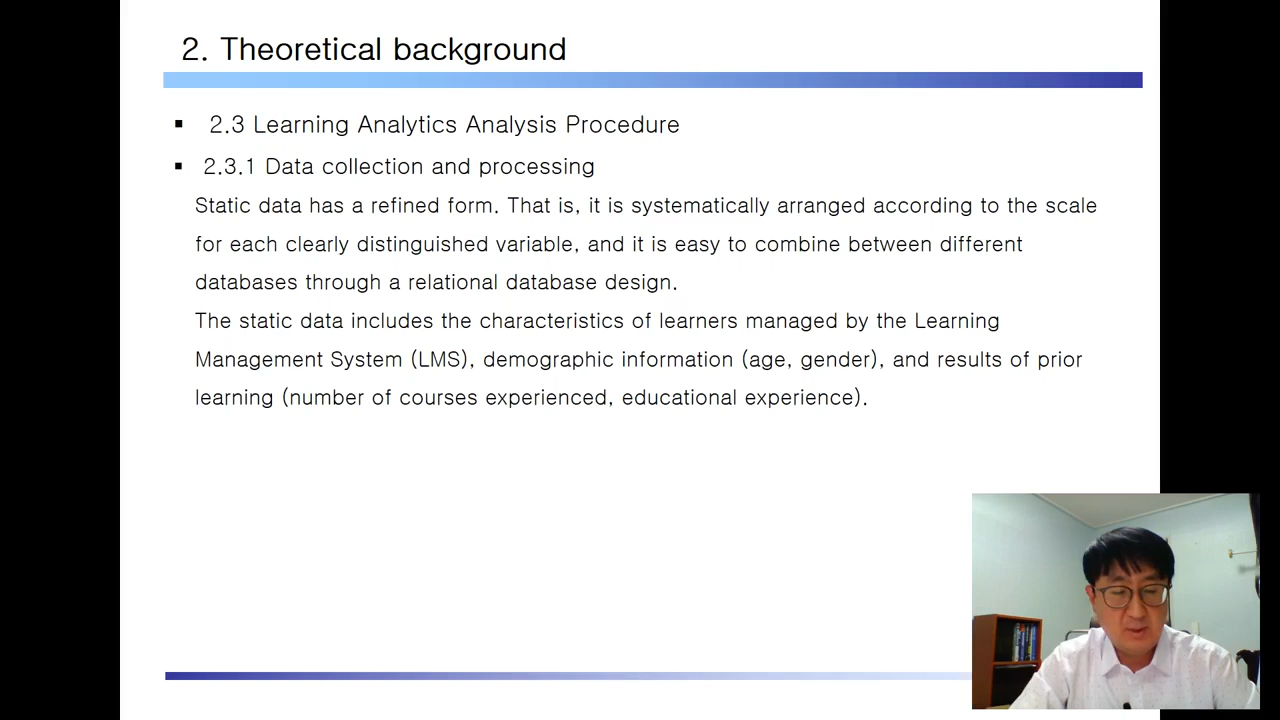 2. Theoretical background
2.3 Learning Analytics Analysis Procedure
2.3.1 Data collection and processing
Static data has a refined form. That is, it is systematically arranged according to the scale
for each clearly distinguished variable, and it is easy to combine between different
databases through a relational database design.
The static data includes the characteristics of learners managed by the Learning
Management System (LMS), demographic information (age, gender), and results of prior
learning (number of courses experienced, educational experience).